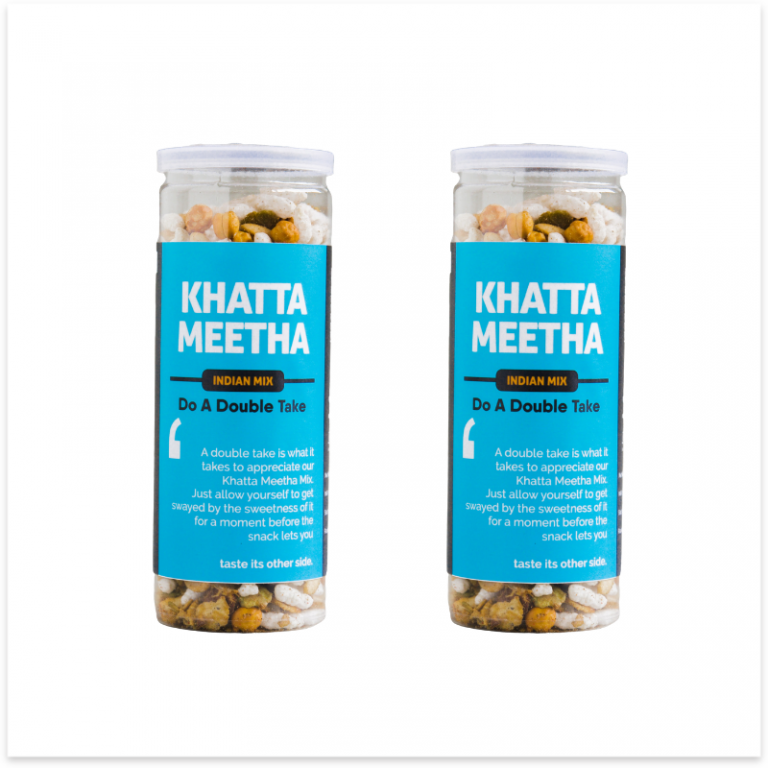 KHATTA
MEETHA
INDIAN MIX
Do A Double Take
‘
A double take is what it
takes to appreciate our
Khatta Meetha Mix.
Just allow yourself to get
swayed by the sweetness of it
for a moment before the
snack lets you
taste its other side.
KHATTA
MEETHA
INDIAN MIX
Do A Double Take
‘
A double take is what it
takes to appreciate our
Khatta Meetha Mix.
Just allow yourself to get
swayed by the sweetness of it
for a moment before the
snack lets you
taste its other side.